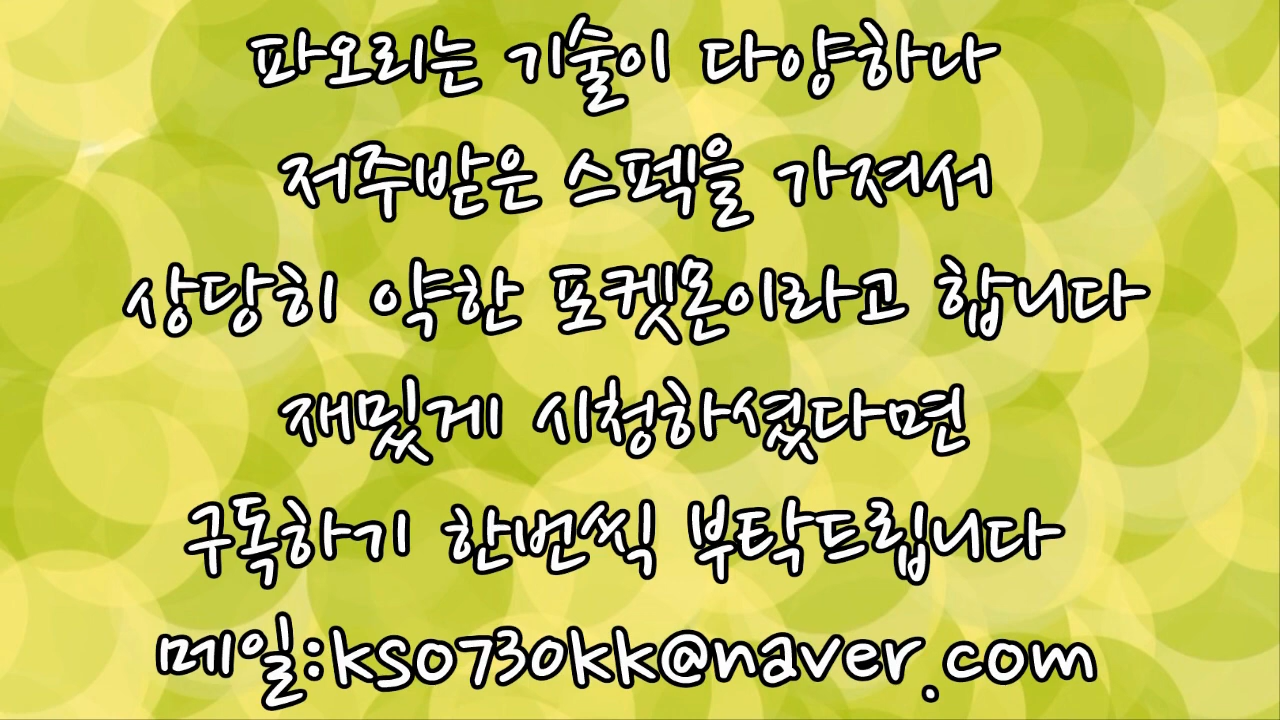 파오리는 기술이 다양하나
저주받은 스펙을 가져서
상당히 약한 포켓몬이라고 합니다
재밌게 시청하셨다면
구독하기 한번씩 부탁드립니다
메일:kso730kk@naver.com